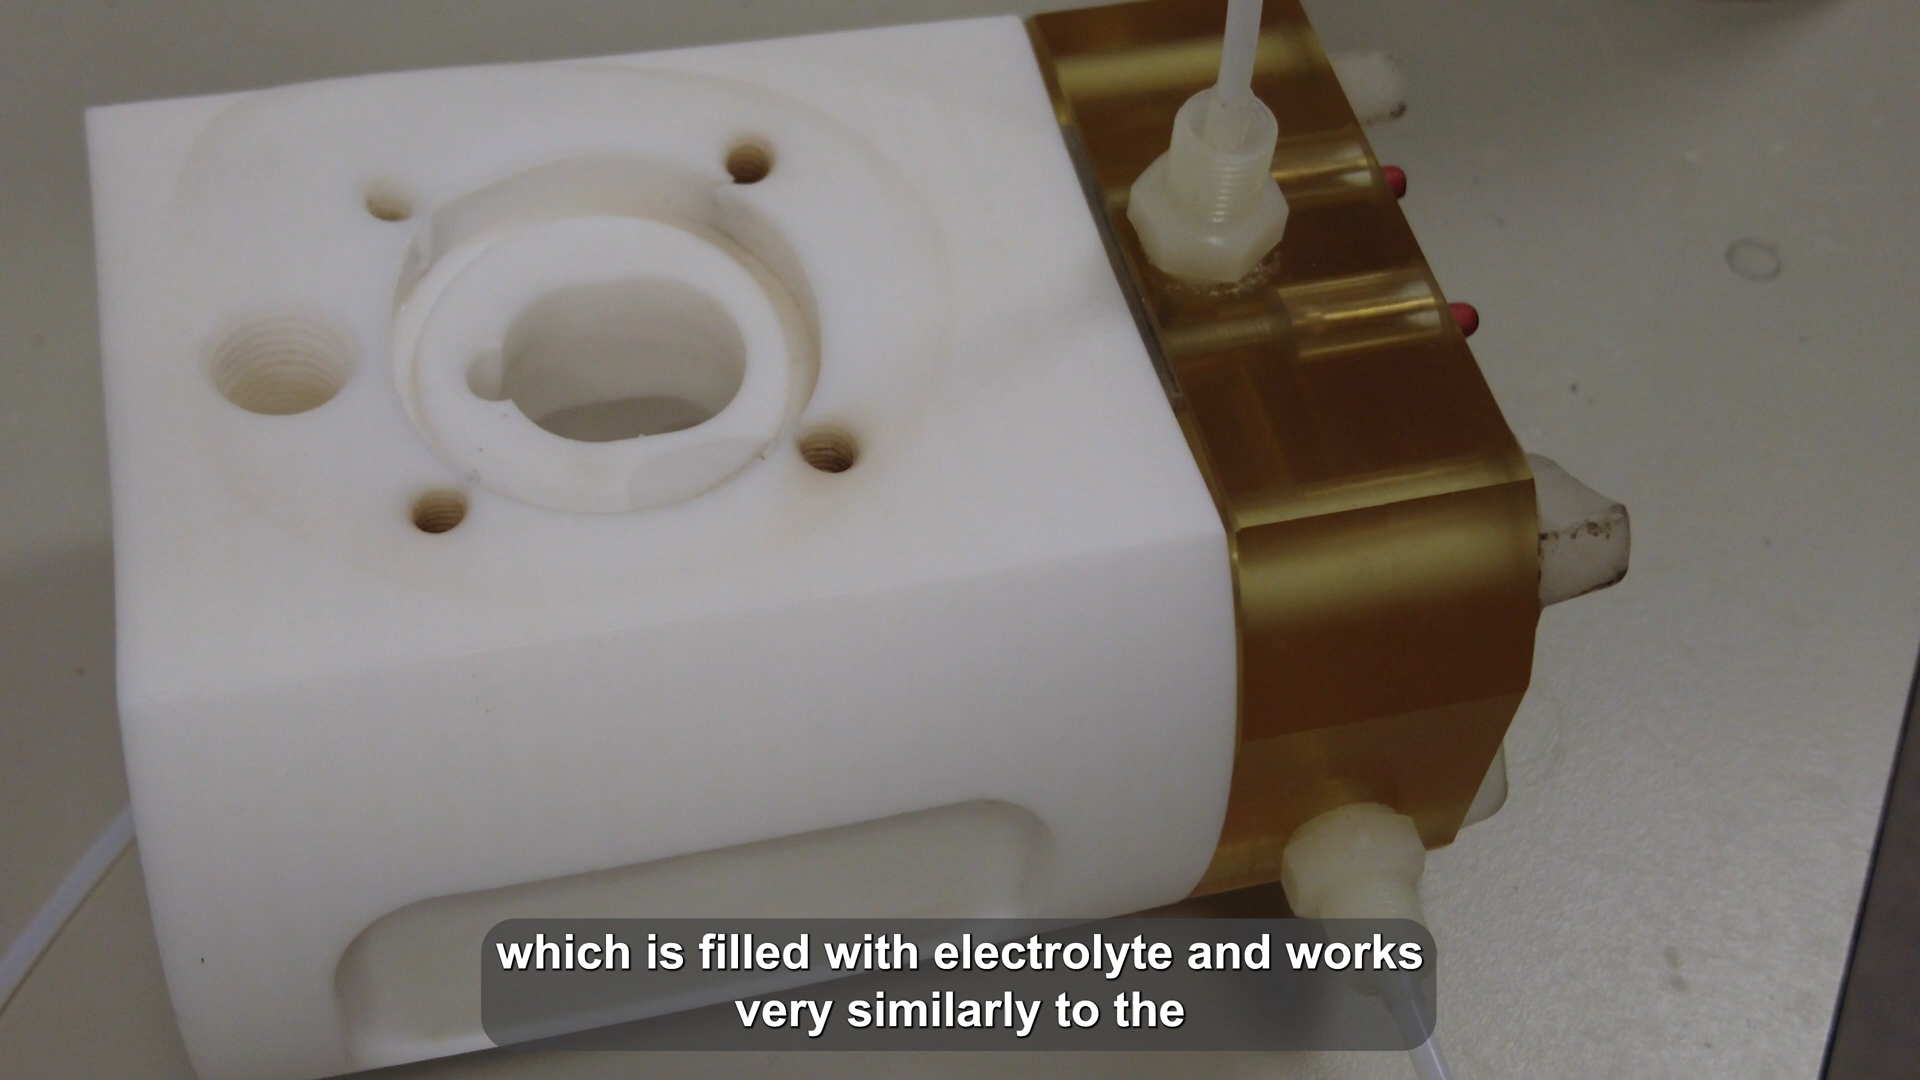 which is filled with electrolyte and works
very similarly to the